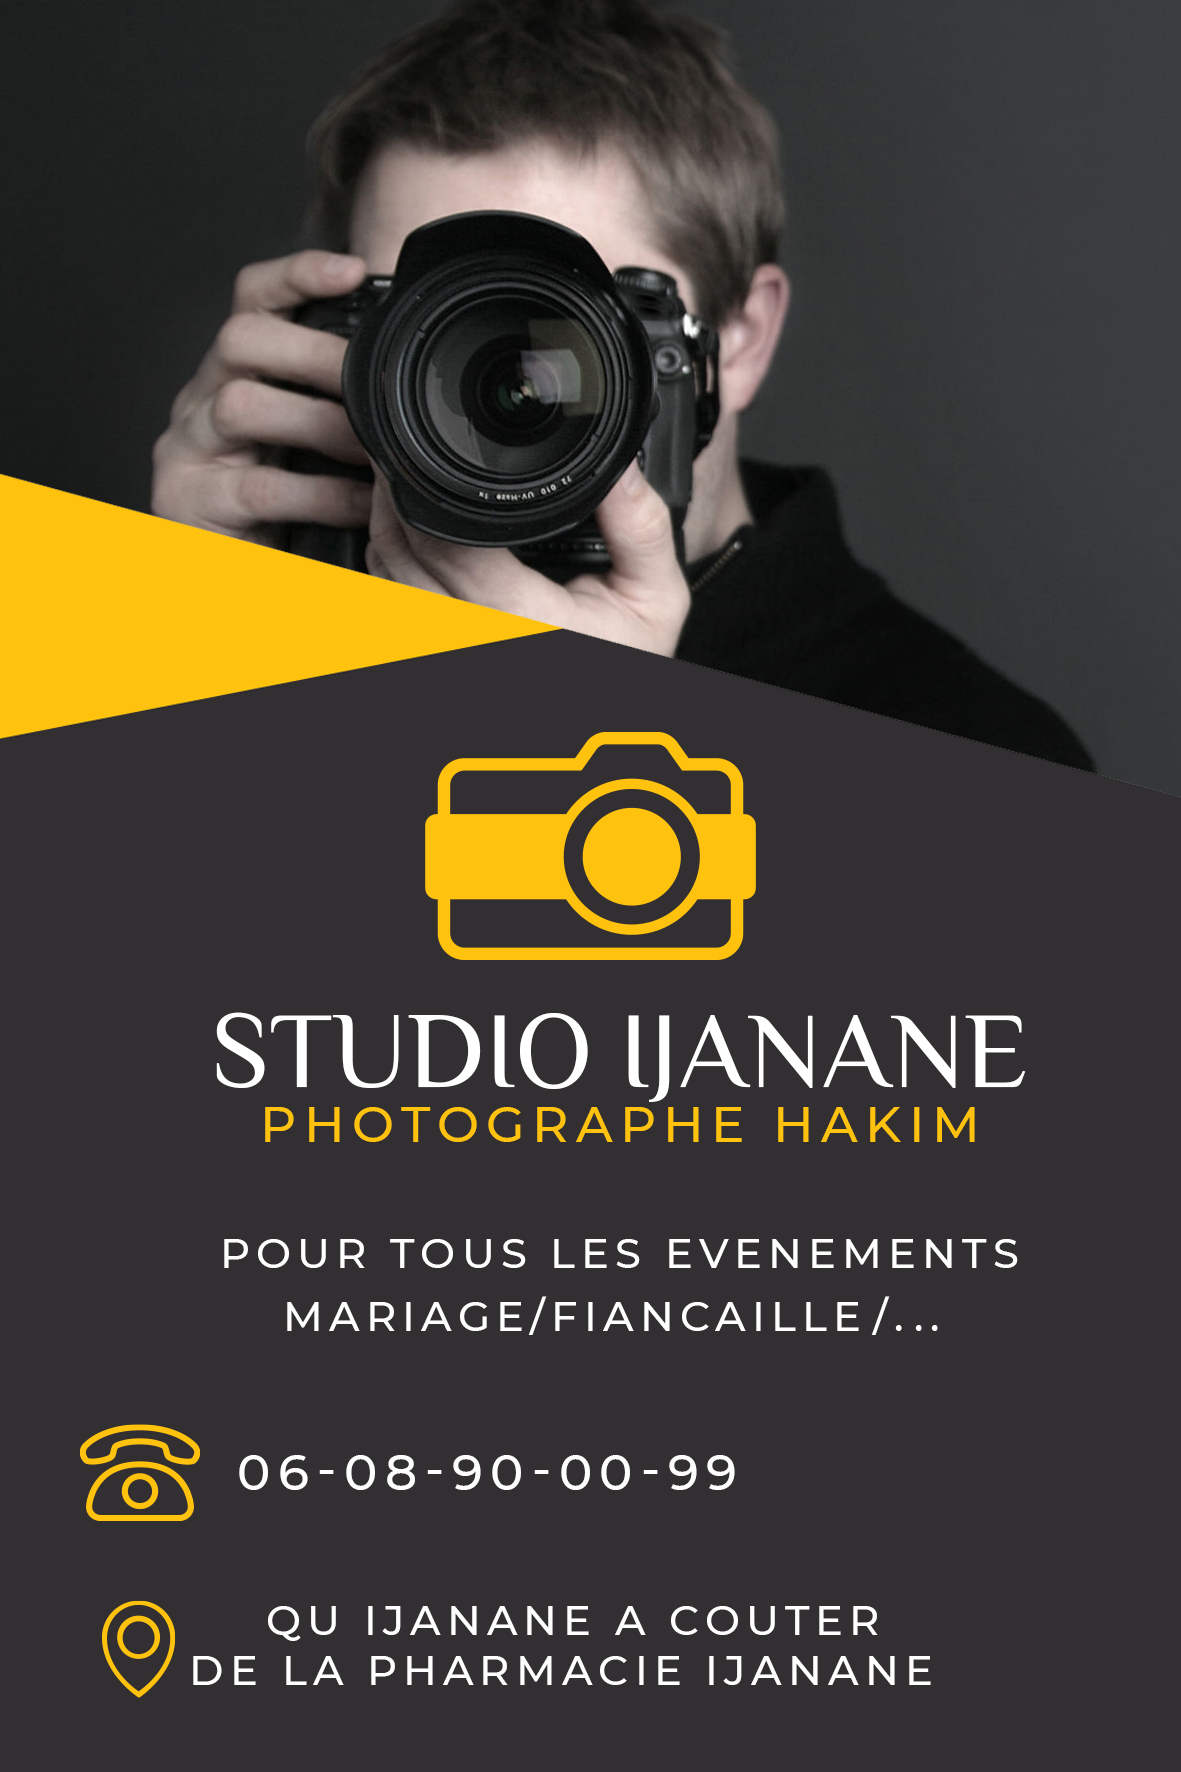 STUDIO IJANANE
PHOTOGRAPHE HAKIM
POUR TOUS LES EVENEMENTS
MARIAGE/FIANCAILLE/...
06-08-90-00-99
QU IJANANE A COUTER
DE LA PHARMACIE IJANANE